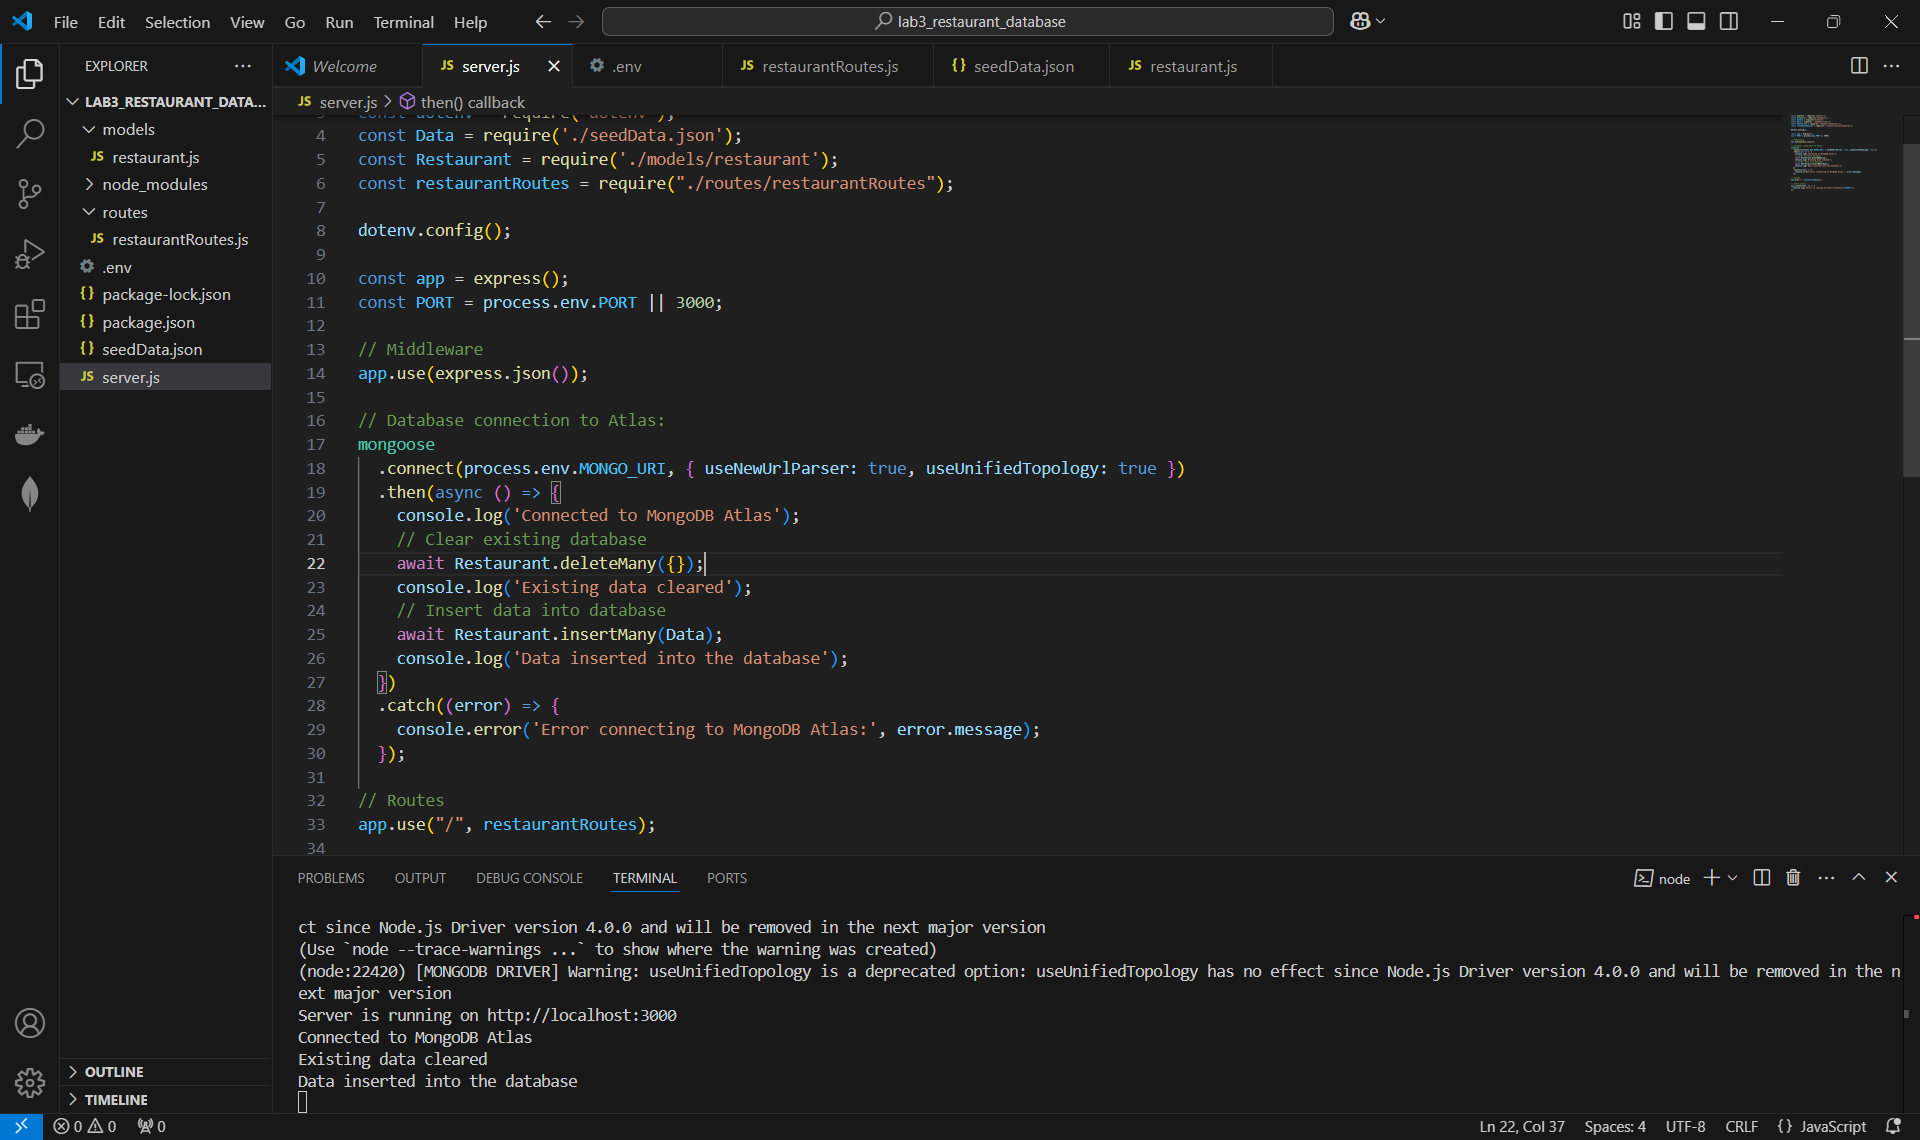 File Edit Selection View Go Run Terminal Help
lab3_restaurant_database
EXPLORER
LAB3_RESTAURANT_DATA...
models
JS restaurant.js
node_modules
routes
JS restaurantRoutes.js
.env
{} package-lock.json
{} package.json
{} seedData.json
JS server.js
OUTLINE
TIMELINE
Welcome JS server.js .env JS restaurantRoutes.js {} seedData.json JS restaurant.js
JS server.js > then() callback
3 const dotenv = require('dotenv');
4 const Data = require('./seedData.json');
5 const Restaurant = require('./models/restaurant');
6 const restaurantRoutes = require("./routes/restaurantRoutes");
7
8 dotenv.config();
9
10 const app = express();
11 const PORT = process.env.PORT || 3000;
12
13 // Middleware
14 app.use(express.json());
15
16 // Database connection to Atlas:
17 mongoose
18 .connect(process.env.MONGO_URI, { useNewUrlParser: true, useUnifiedTopology: true })
19 .then(async () => {
20 console.log('Connected to MongoDB Atlas');
21 // Clear existing database
22 await Restaurant.deleteMany({});
23 console.log('Existing data cleared');
24 // Insert data into database
25 await Restaurant.insertMany(Data);
26 console.log('Data inserted into the database');
27 })
28 .catch((error) => {
29 console.error('Error connecting to MongoDB Atlas:', error.message);
30 });
31
32 // Routes
33 app.use("/", restaurantRoutes);
34
PROBLEMS OUTPUT DEBUG CONSOLE TERMINAL PORTS
node
ct since Node.js Driver version 4.0.0 and will be removed in the next major version
(Use `node --trace-warnings ...` to show where the warning was created)
(node:22420) [MONGODB DRIVER] Warning: useUnifiedTopology is a deprecated option: useUnifiedTopology has no effect since Node.js Driver version 4.0.0 and will be removed in the n
ext major version
Server is running on http://localhost:3000
Connected to MongoDB Atlas
Existing data cleared
Data inserted into the database
0 0 0
Ln 22, Col 37 Spaces: 4 UTF-8 CRLF {} JavaScript